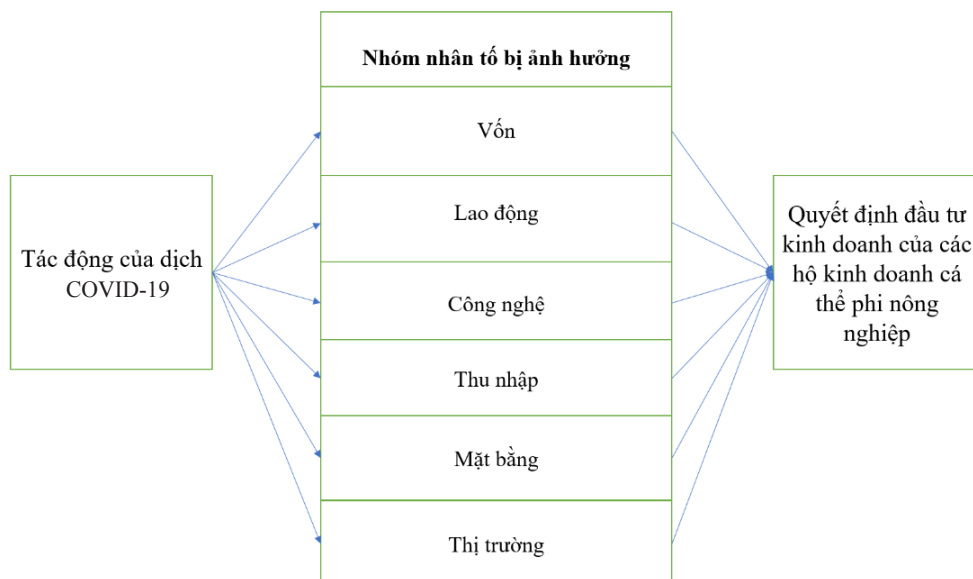 Tác động của dịch
COVID-19
Nhóm nhân tố bị ảnh hưởng
Vốn
Lao động
Công nghệ
Thu nhập
Mặt bằng
Thị trường
Quyết định đầu tư
kinh doanh của các
hộ kinh doanh cá
thể phi nông
nghiệp